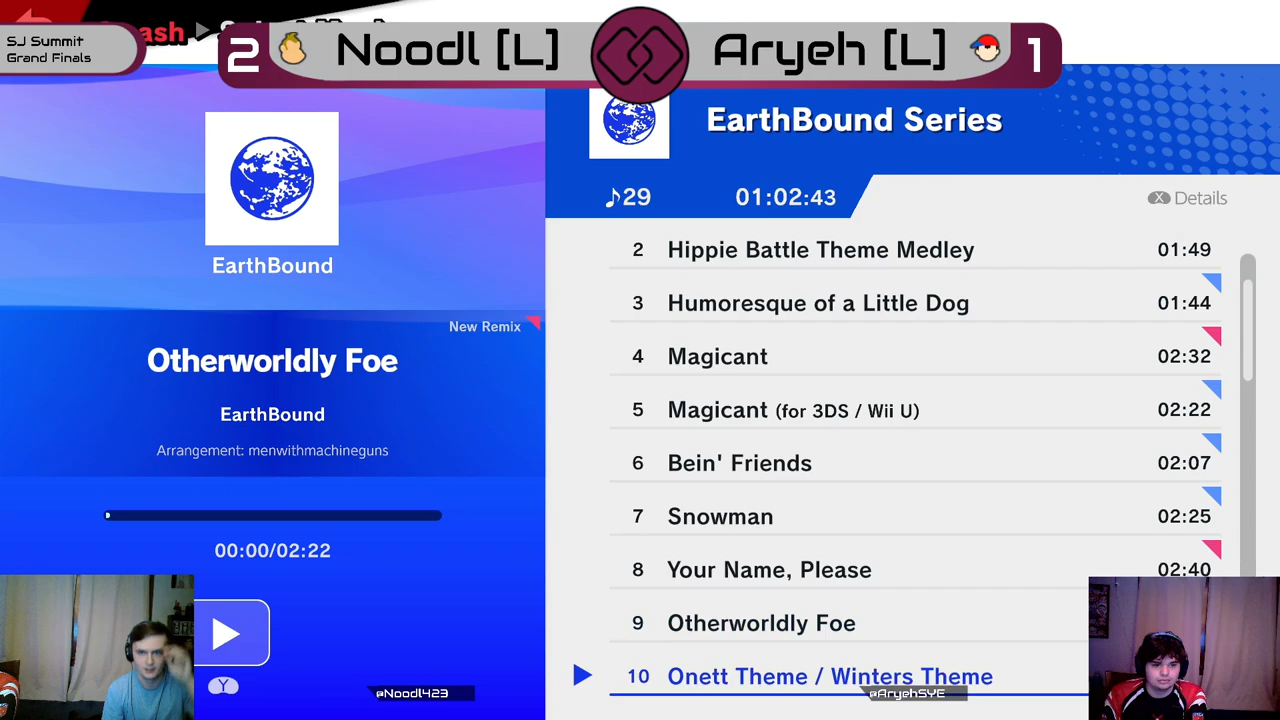 SJ Summit
Grand Finals
2
Noodl [L]
Aryeh [L]
1
EarthBound
New Remix
Otherworldly Foe
EarthBound
Arrangement: menwithmachineguns
00:00/02:22
Y
@Noodl423
EarthBound Series
♪29
01:02:43
X Details
2 Hippie Battle Theme Medley 01:49
3 Humoresque of a Little Dog 01:44
4 Magicant 02:32
5 Magicant (for 3DS / Wii U) 02:22
6 Bein' Friends 02:07
7 Snowman 02:25
8 Your Name, Please 02:40
9 Otherworldly Foe
10 Onett Theme / Winters Theme
@AryehSYE